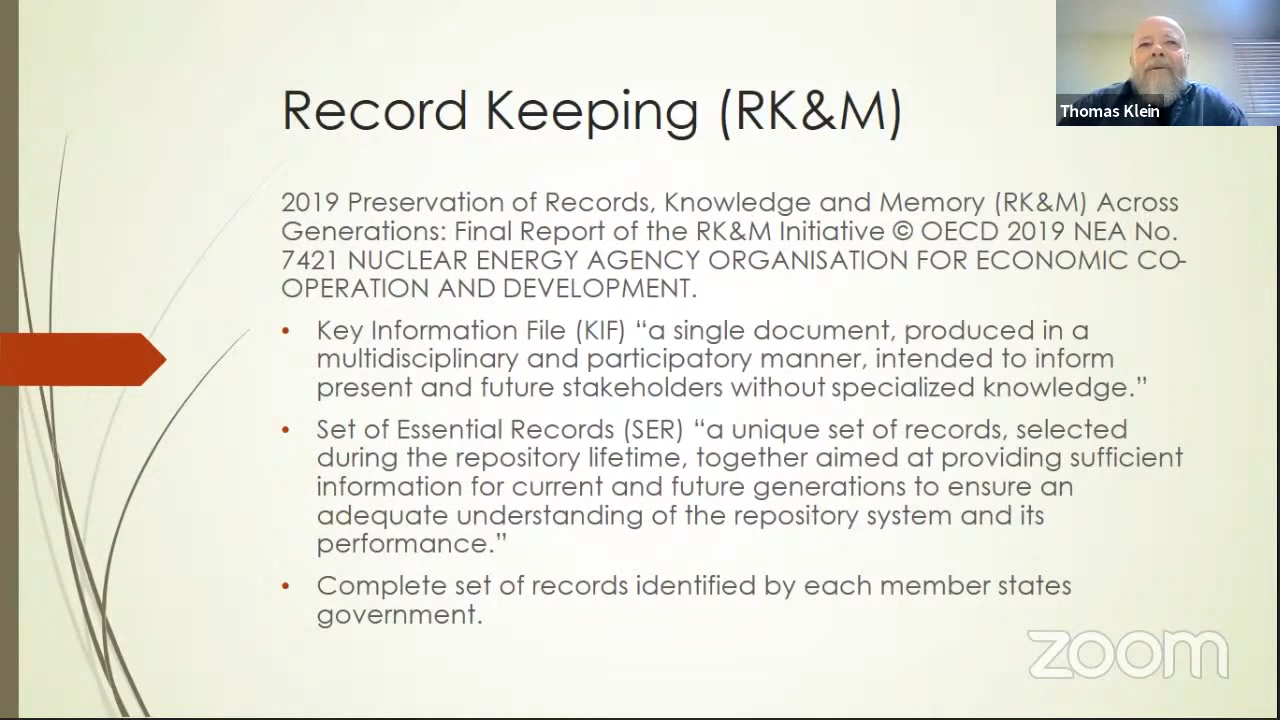 Record Keeping (RK&M)
Thomas Klein
2019 Preservation of Records, Knowledge and Memory (RK&M) Across
Generations: Final Report of the RK&M Initiative © OECD 2019 NEA No.
7421 NUCLEAR ENERGY AGENCY ORGANISATION FOR ECONOMIC CO-
OPERATION AND DEVELOPMENT.
• Key Information File (KIF) “a single document, produced in a
multidisciplinary and participatory manner, intended to inform
present and future stakeholders without specialized knowledge.”
• Set of Essential Records (SER) “a unique set of records, selected
during the repository lifetime, together aimed at providing sufficient
information for current and future generations to ensure an
adequate understanding of the repository system and its
performance.”
• Complete set of records identified by each member states
government.
zoom